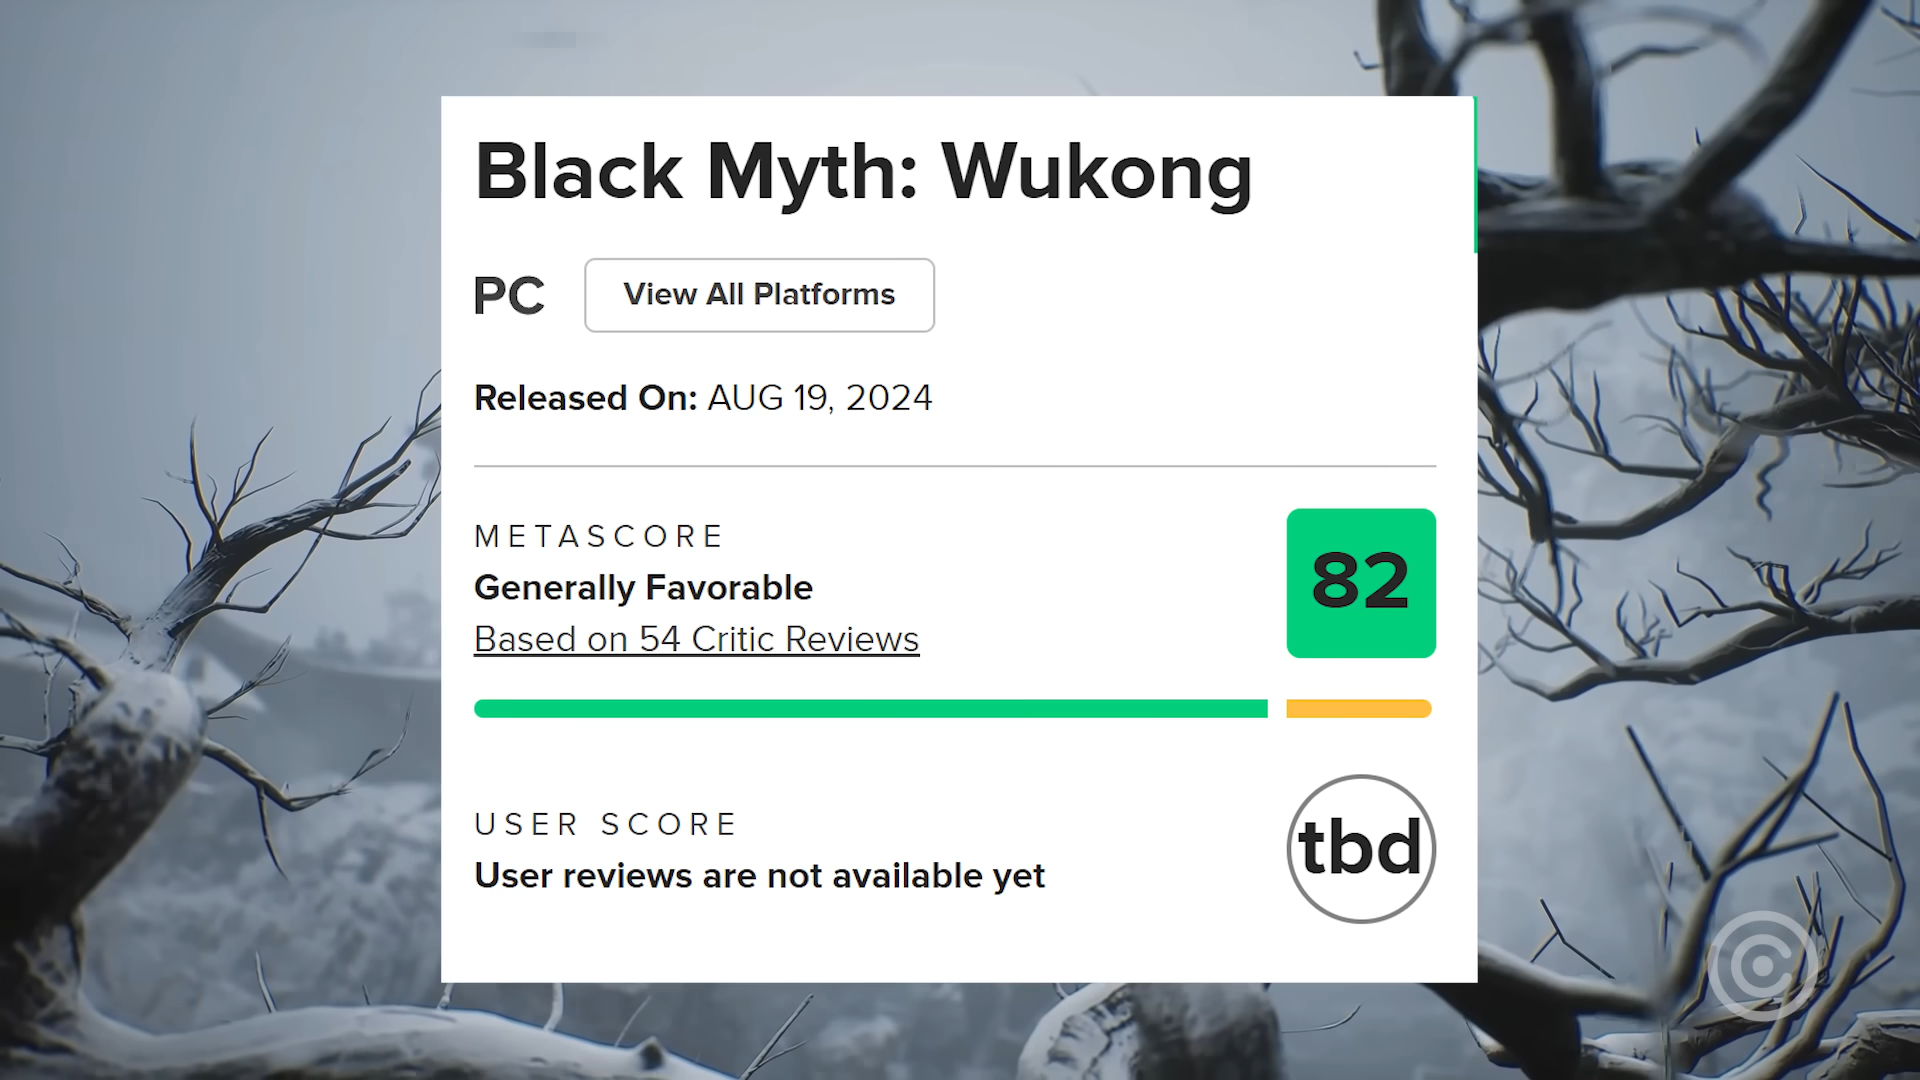 Black Myth: Wukong
PC
View All Platforms
Released On: AUG 19, 2024
METASCORE
Generally Favorable
Based on 54 Critic Reviews
82
USER SCORE
User reviews are not available yet
tbd